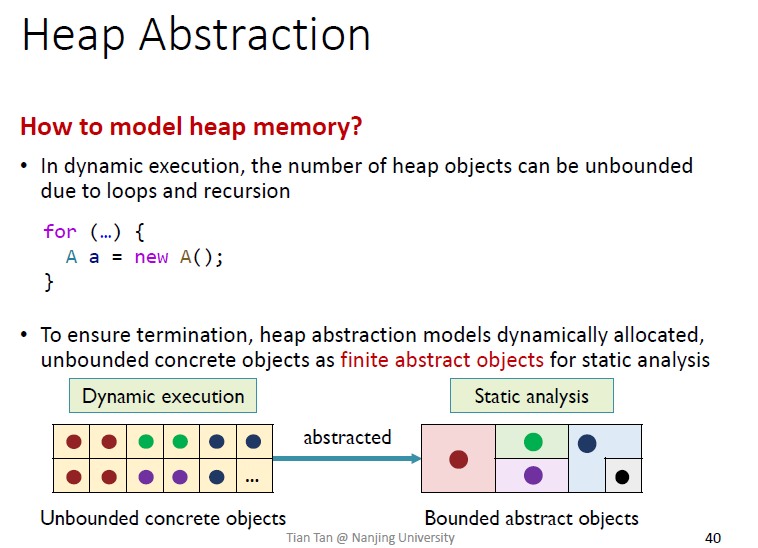 Heap Abstraction
How to model heap memory?
• In dynamic execution, the number of heap objects can be unbounded
due to loops and recursion
for (…) {
A a = new A();
}
• To ensure termination, heap abstraction models dynamically allocated,
unbounded concrete objects as finite abstract objects for static analysis
Dynamic execution
Static analysis
abstracted
...
Unbounded concrete objects
Bounded abstract objects
Tian Tan @ Nanjing University
40